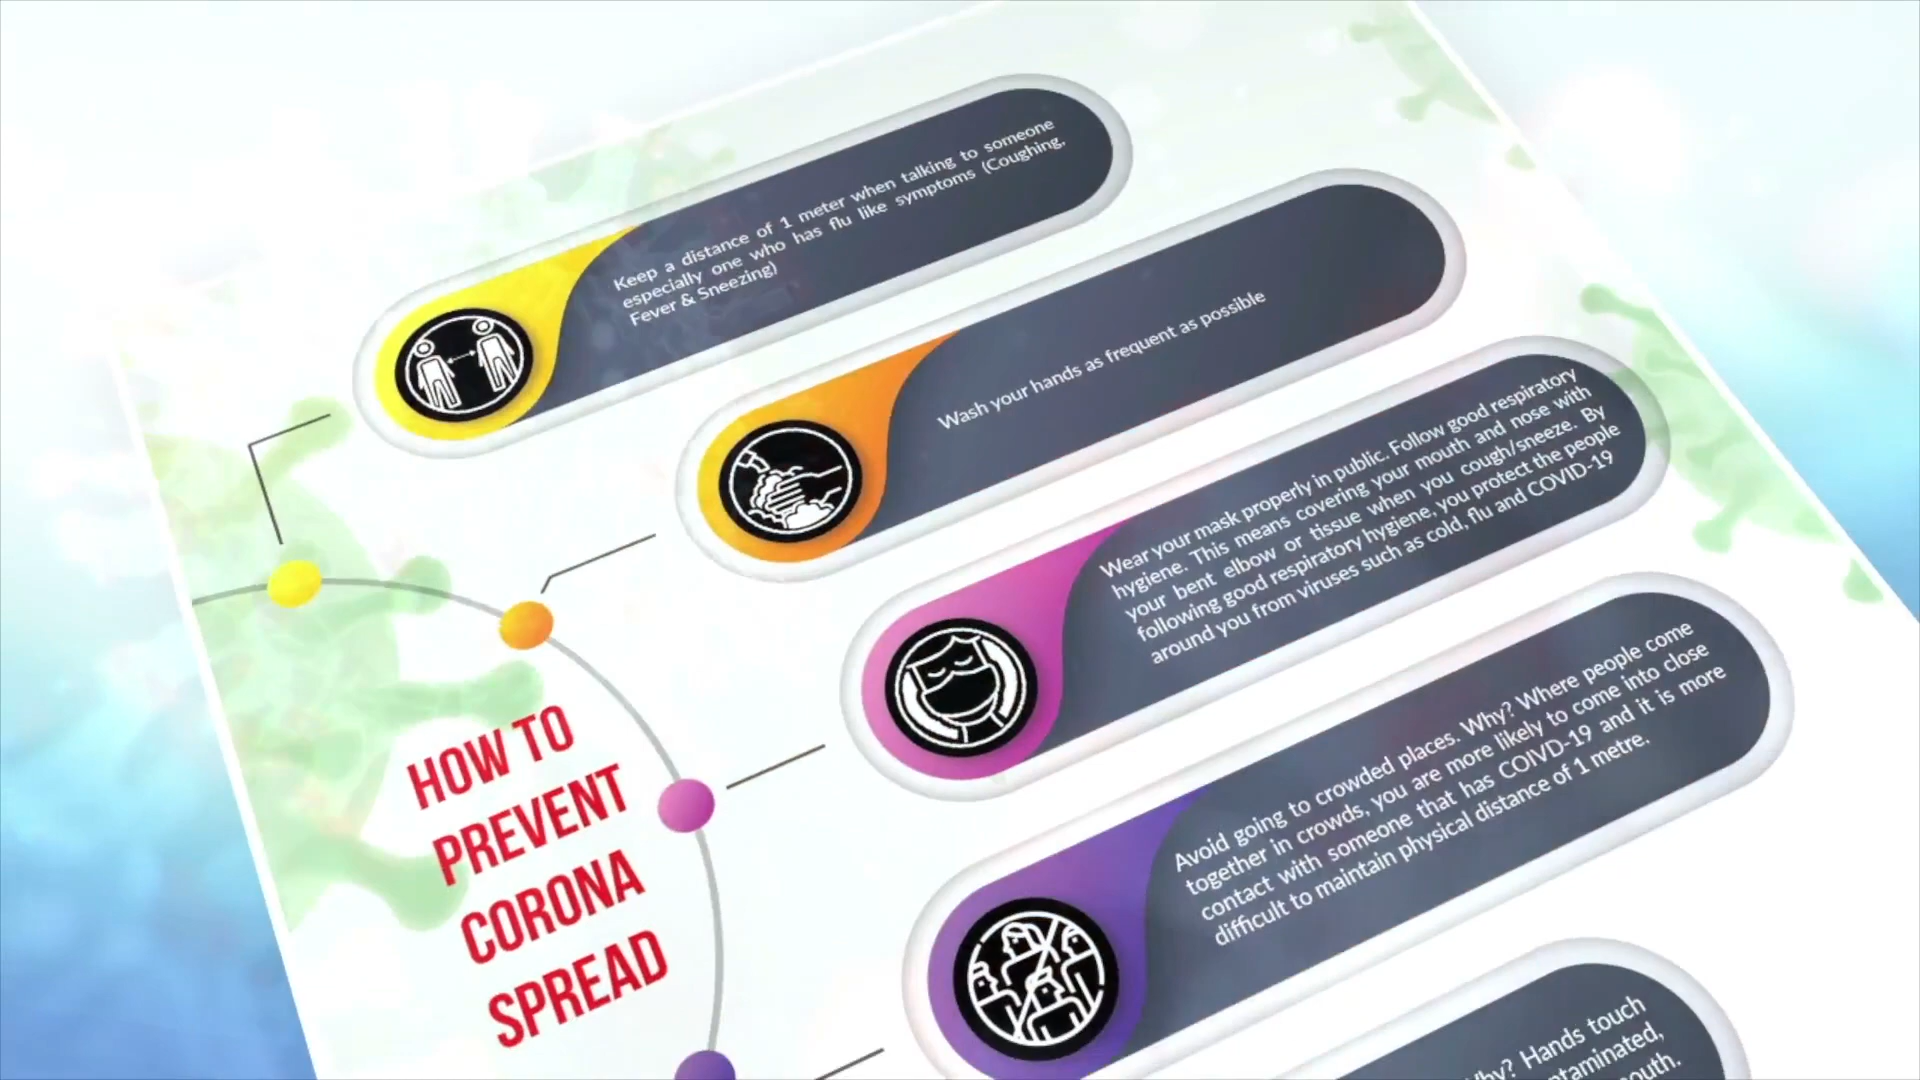 Keep a distance of 1 meter when talking to someone
especially one who has flu like symptoms (Coughing,
Fever & Sneezing)
Wash your hands as frequent as possible
Wear your mask properly in public. Follow good respiratory
hygiene. This means covering your mouth and nose with
your bent elbow or tissue when you cough/sneeze. By
following good respiratory hygiene, you protect the people
around you from viruses such as cold, flu and COVID-19
Avoid going to crowded places. Why? Where people come
together in crowds, you are more likely to come into close
contact with someone that has COIVD-19 and it is more
difficult to maintain physical distance of 1 metre.
HOW TO
PREVENT
CORONA
SPREAD
Hands touch